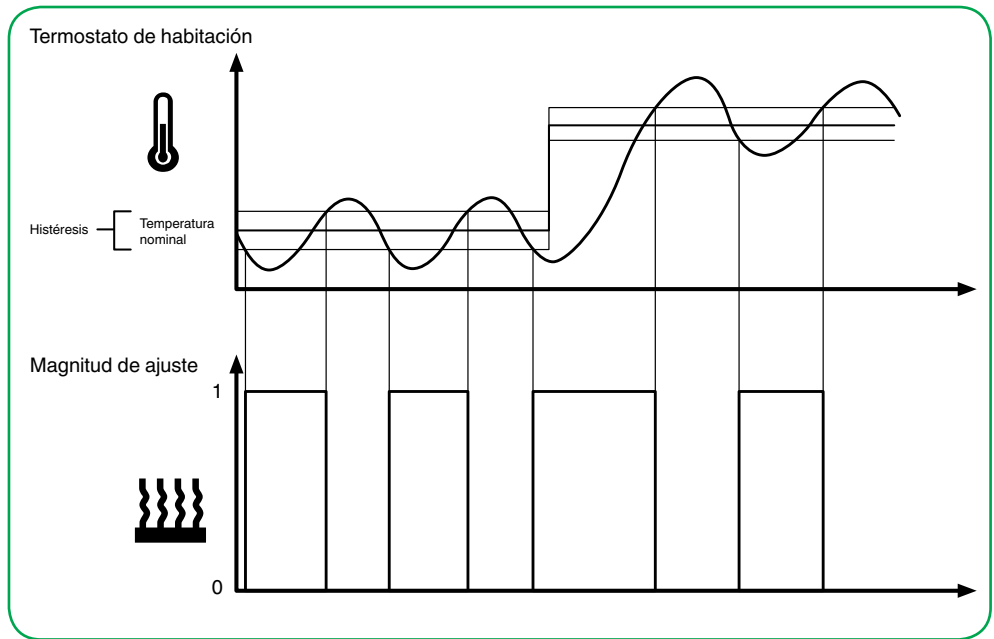 Termostato de habitación
Histéresis
Temperatura
nominal
Magnitud de ajuste
1
0